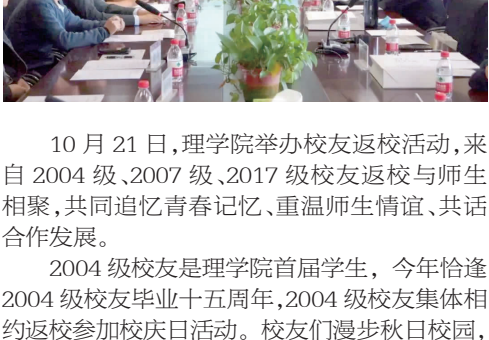 10 月 21 日,理学院举办校友返校活动,来
自 2004 级、2007 级、2017 级校友返校与师生
相聚,共同追忆青春记忆、重温师生情谊、共话
合作发展。
2004 级校友是理学院首届学生，今年恰逢
2004 级校友毕业十五周年,2004 级校友集体相
约返校参加校庆日活动。校友们漫步秋日校园,